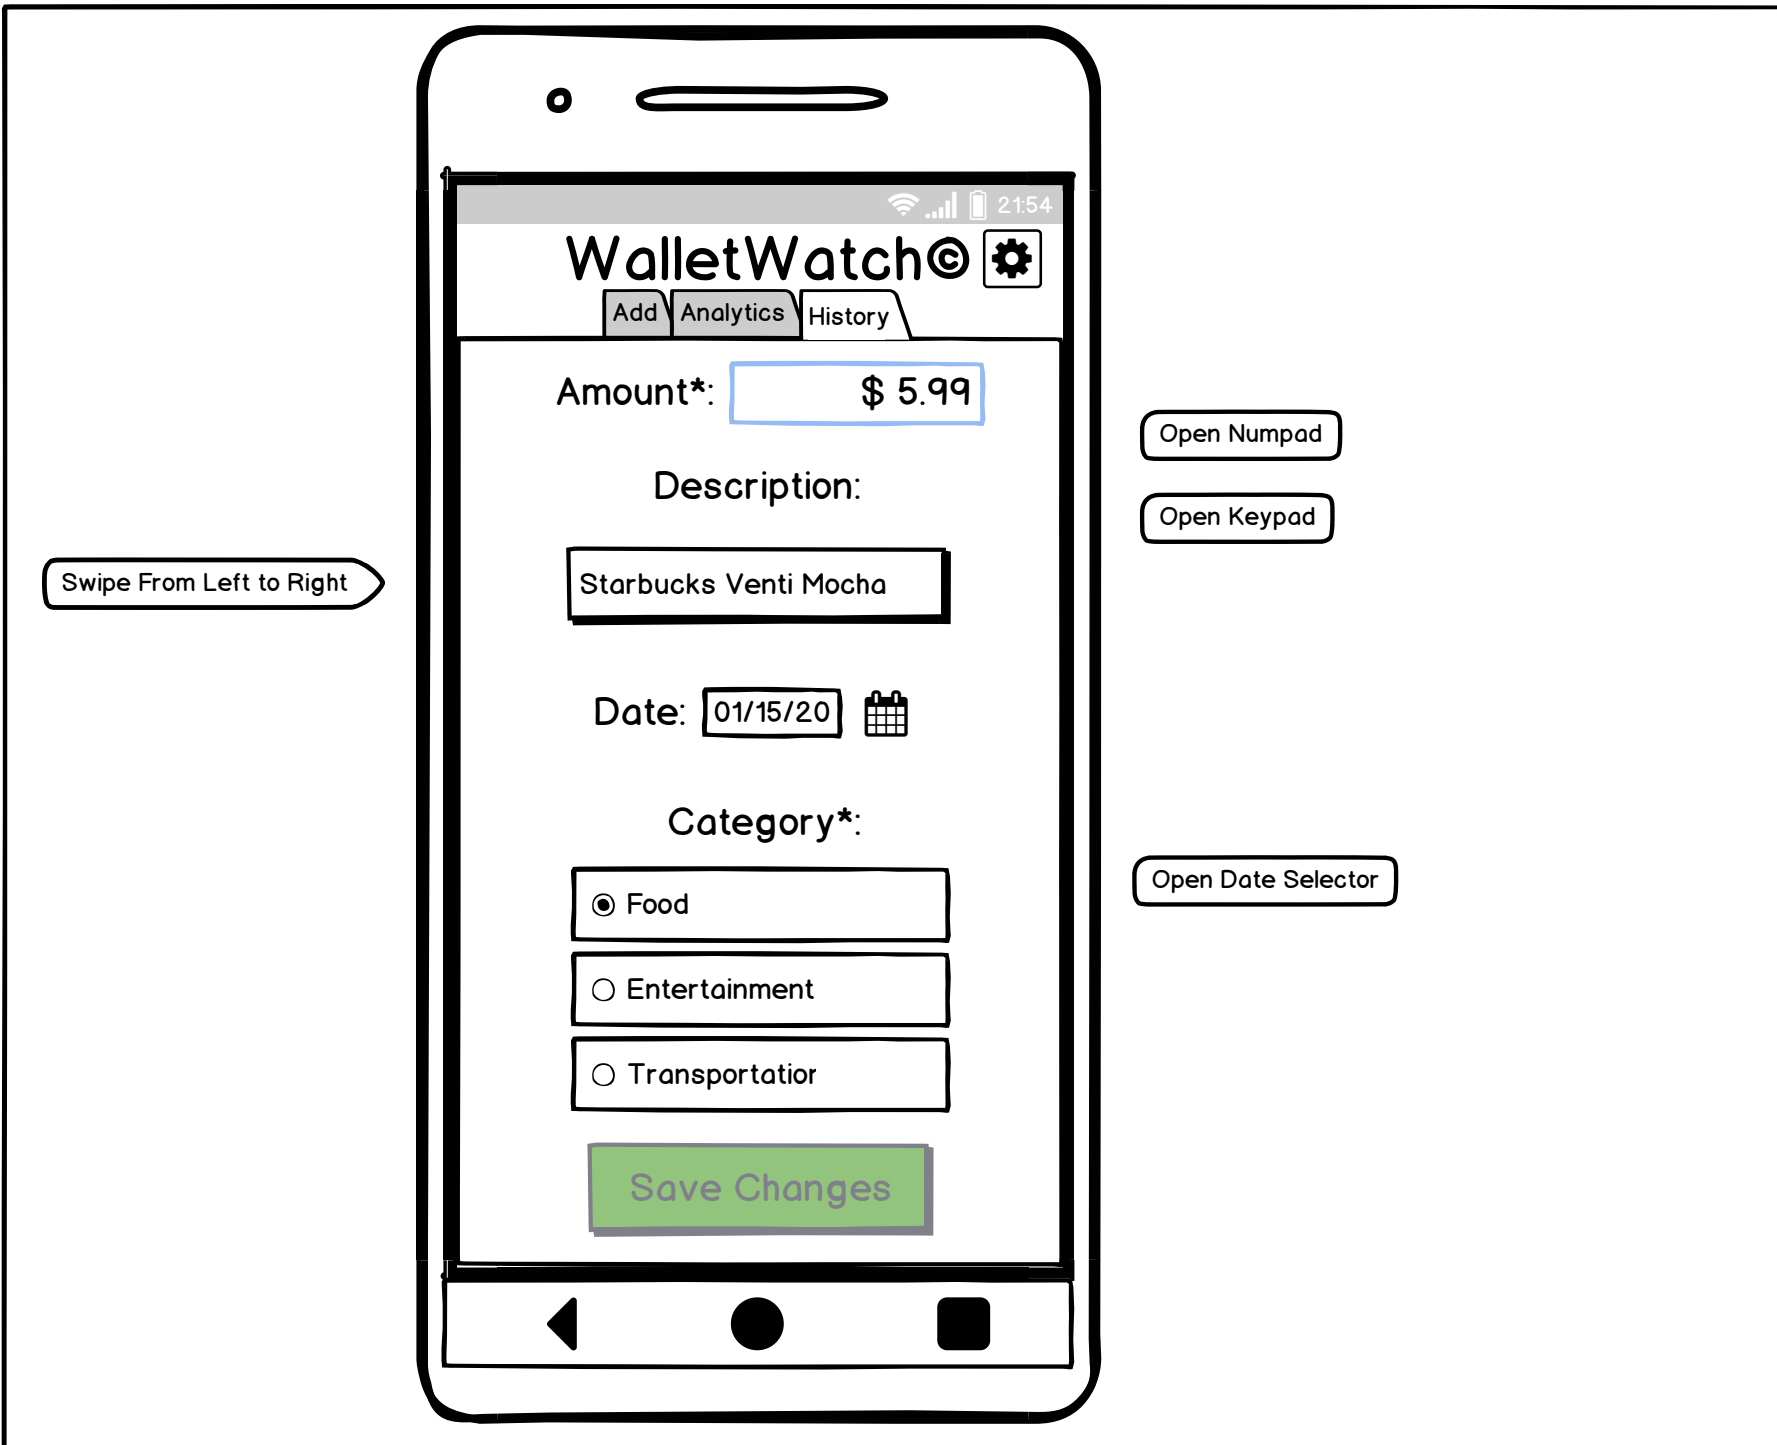 21:54
WalletWatch©
Add Analytics History
Amount*: $ 5.99
Open Numpad
Description:
Open Keypad
Swipe From Left to Right
Starbucks Venti Mocha
Date: 01/15/20
Category*:
Open Date Selector
Food
Entertainment
Transportation
Save Changes